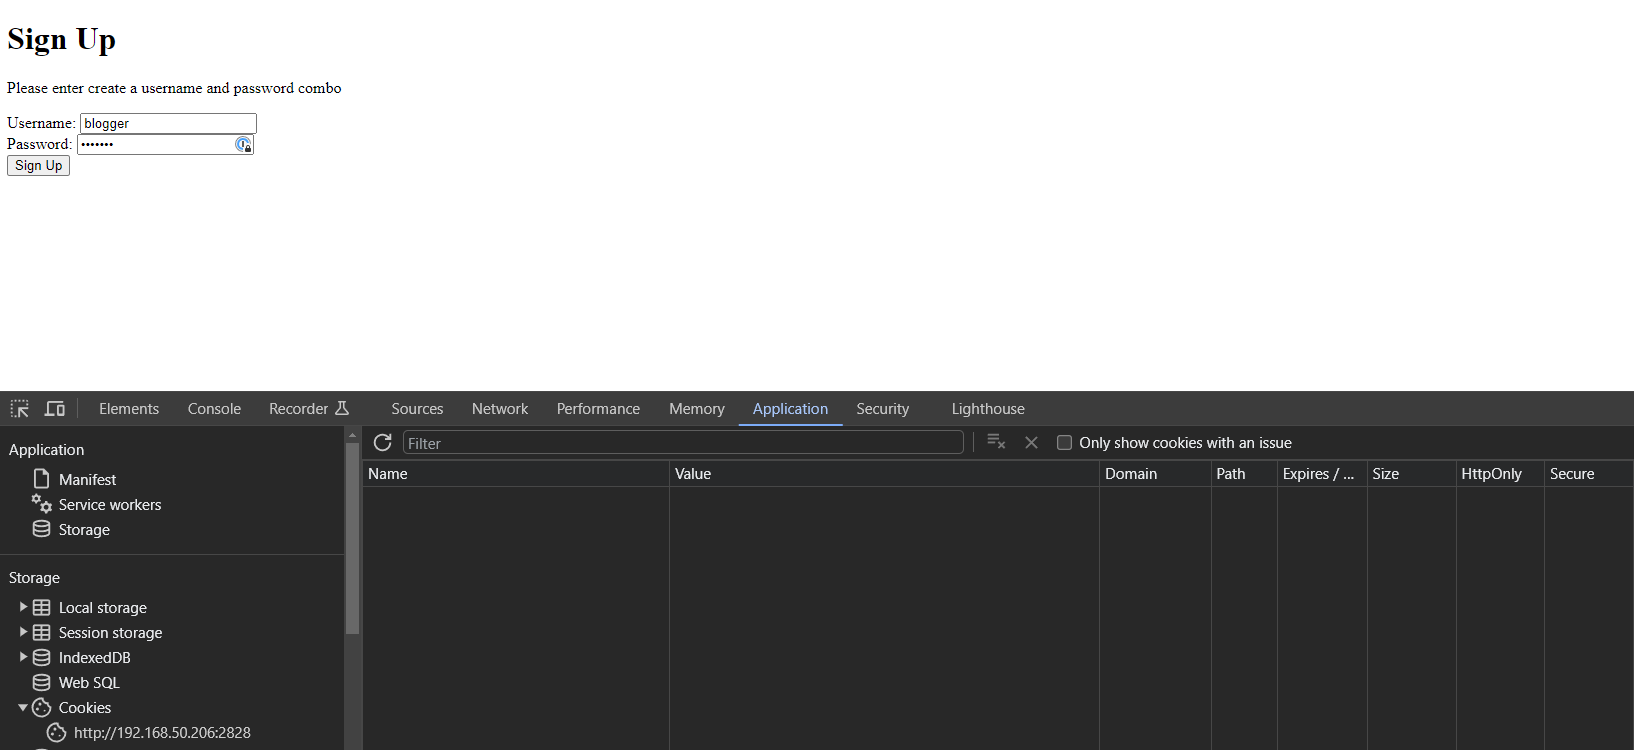 Sign Up
Please enter create a username and password combo
Username: blogger
Password: •••••••
Sign Up
Elements Console Recorder Sources Network Performance Memory Application Security Lighthouse
Application
Filter
Only show cookies with an issue
Name Value Domain Path Expires / ... Size HttpOnly Secure
Manifest
Service workers
Storage
Storage
Local storage
Session storage
IndexedDB
Web SQL
Cookies
http://192.168.50.206:2828